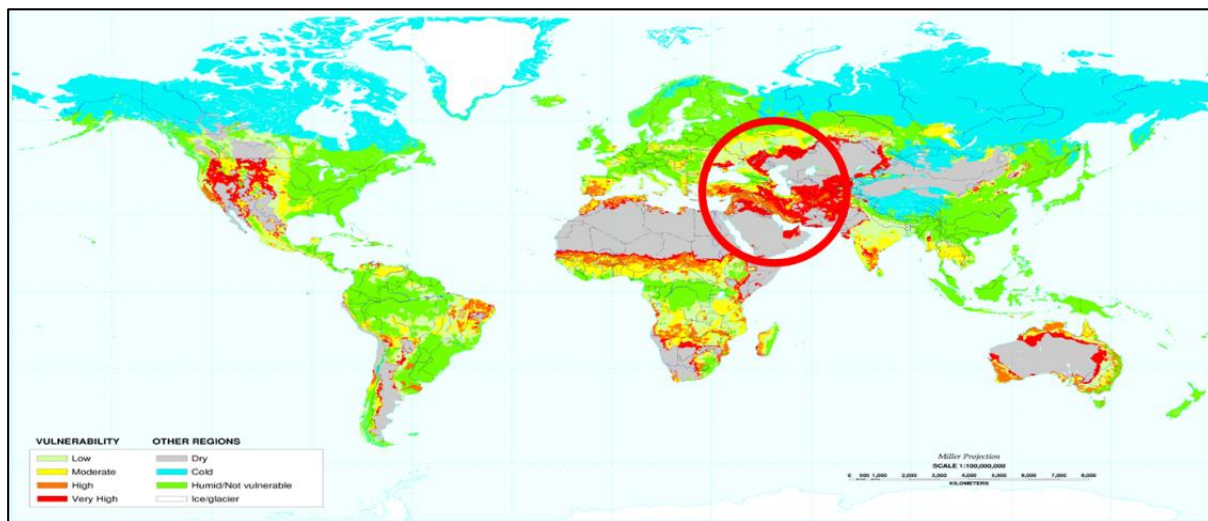 VULNERABILITY OTHER REGIONS
Low Dry
Moderate Cold
High Humid/Not vulnerable
Very High Ice/glacier
Miller Projection
SCALE 1:100,000,000
KILOMETERS